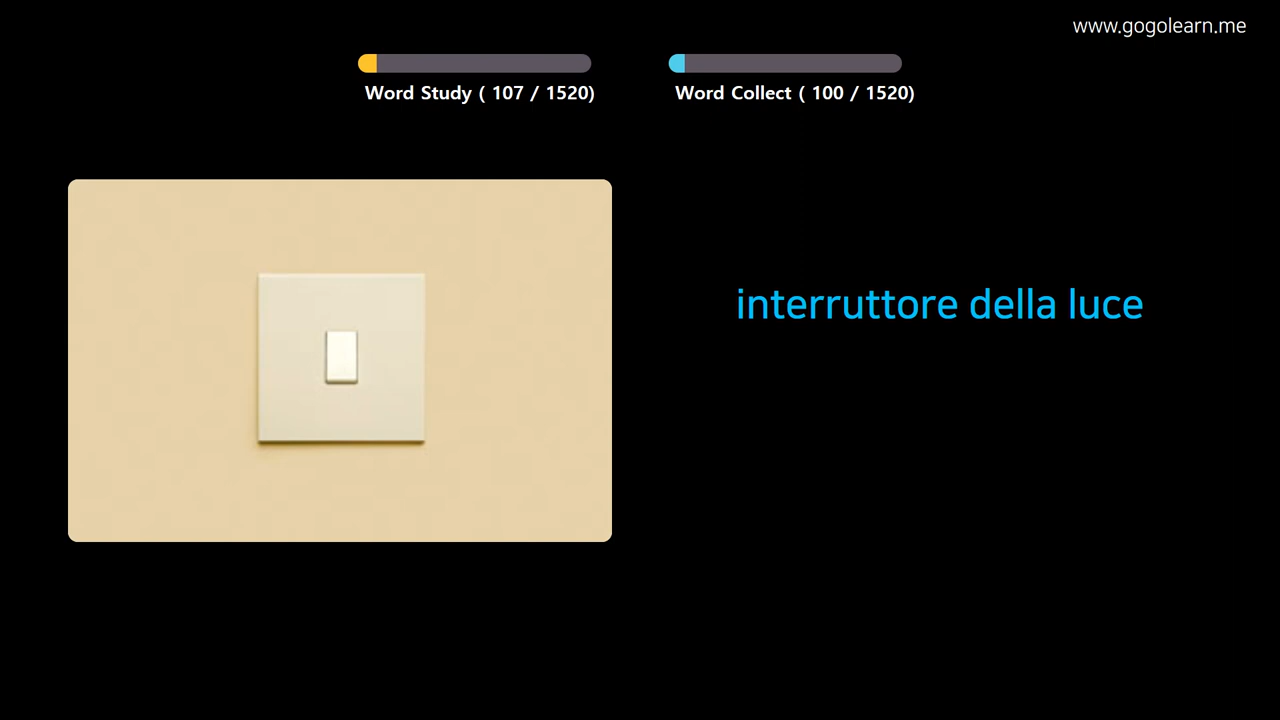 www.gogolearn.me
Word Study ( 107 / 1520)
Word Collect ( 100 / 1520)
interruttore della luce